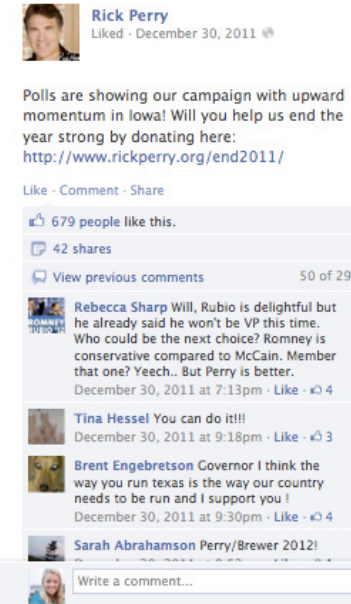 Rick Perry
Liked · December 30, 2011
Polls are showing our campaign with upward
momentum in Iowa! Will you help us end the
year strong by donating here:
http://www.rickperry.org/end2011/
Like · Comment · Share
679 people like this.
42 shares
View previous comments 50 of 29
Rebecca Sharp Will, Rubio is delightful but
he already said he won't be VP this time.
Who could be the next choice? Romney is
conservative compared to McCain. Member
that one? Yeech.. But Perry is better.
December 30, 2011 at 7:13pm · Like · 4
ROMNEY
RUBIO '12
Tina Hessel You can do it!!!
December 30, 2011 at 9:18pm · Like · 3
Brent Engebretson Governor I think the
way you run texas is the way our country
needs to be run and I support you !
December 30, 2011 at 9:30pm · Like · 4
Sarah Abrahamson Perry/Brewer 2012!
Write a comment...